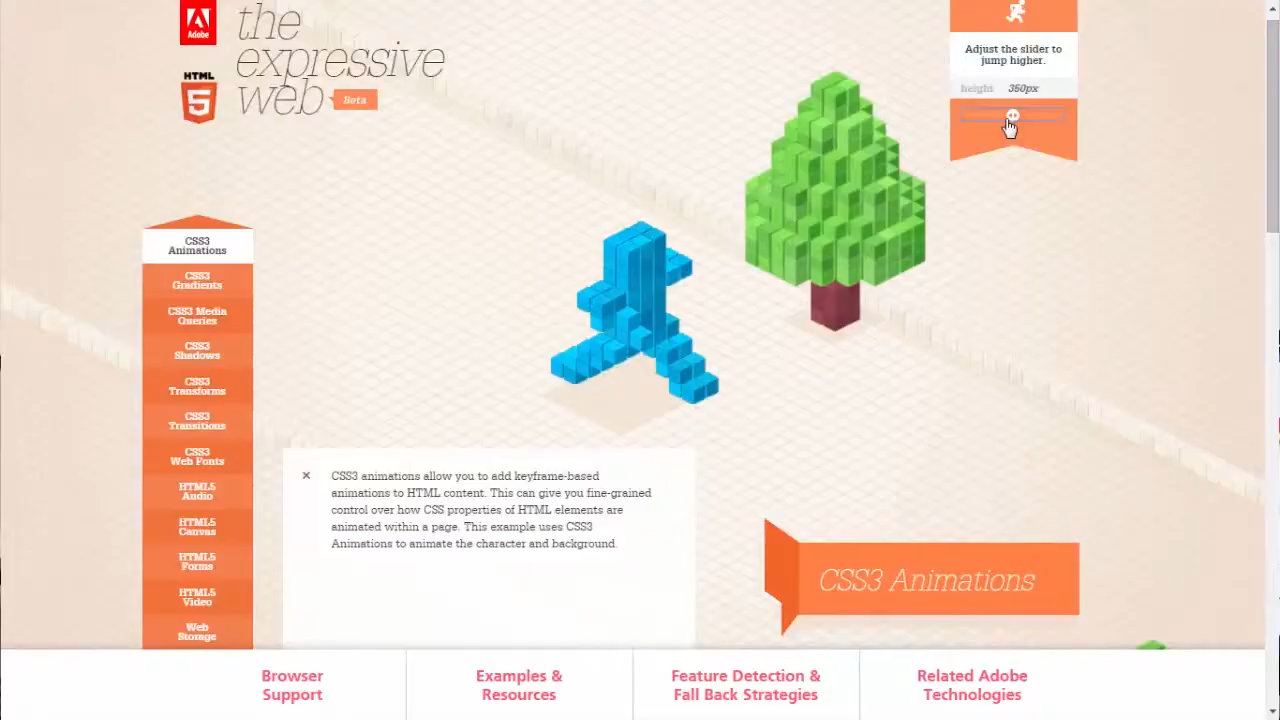 Adobe
the
expressive
web
Beta
HTML
5
Adjust the slider to
jump higher.
height 350px
CSS3
Animations
CSS3
Gradients
CSS3 Media
Queries
CSS3
Shadows
CSS3
Transforms
CSS3
Transitions
CSS3
Web Fonts
HTML5
Audio
HTML5
Canvas
HTML5
Forms
HTML5
Video
Web
Storage
CSS3 animations allow you to add keyframe-based
animations to HTML content. This can give you fine-grained
control over how CSS properties of HTML elements are
animated within a page. This example uses CSS3
Animations to animate the character and background.
CSS3 Animations
Browser
Support
Examples &
Resources
Feature Detection &
Fall Back Strategies
Related Adobe
Technologies